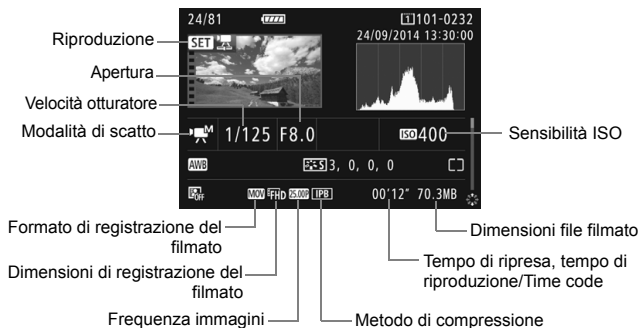 24/81
1 101-0232
24/09/2014 13:30:00
SET
Riproduzione
Apertura
Velocità otturatore
Modalità di scatto
M 1/125 F8.0 ISO 400
Sensibilità ISO
AWB S 3, 0, 0, 0
OFF MOV FHD 25.00P IPB 00'12" 70.3MB
Formato di registrazione del
filmato
Dimensioni di registrazione del
filmato
Frequenza immagini
Metodo di compressione
Tempo di ripresa, tempo di
riproduzione/Time code
Dimensioni file filmato